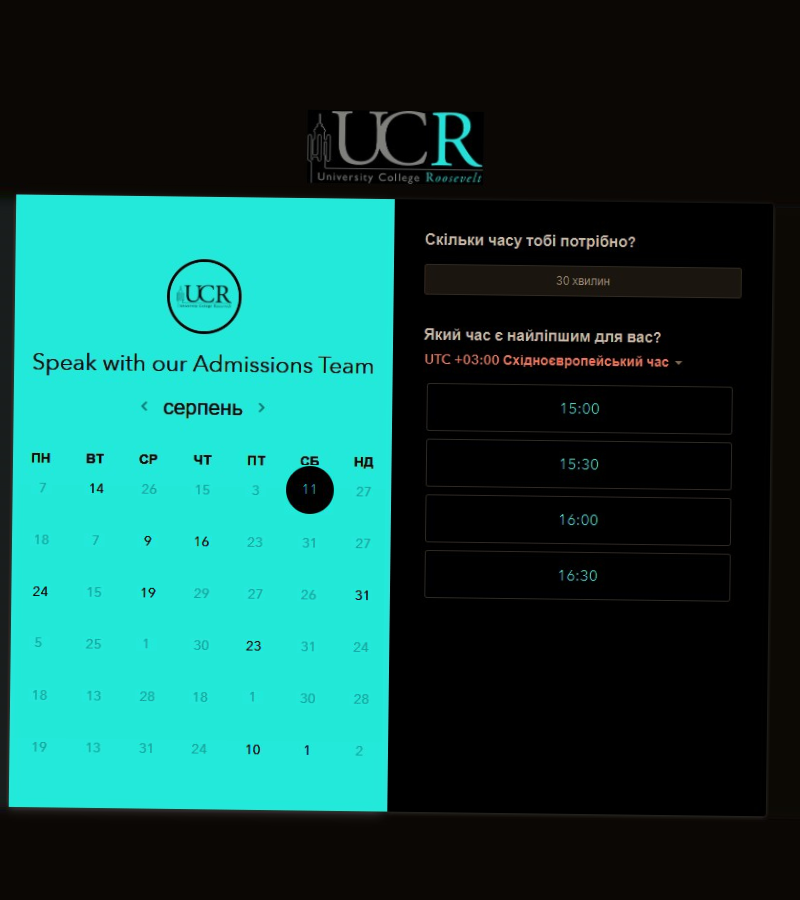 UCR
University College Roosevelt
UCR
Speak with our Admissions Team
серпень
ПН ВТ СР ЧТ ПТ СБ НД
7 14 26 15 3 11 27
18 7 9 16 23 31 27
24 15 19 29 27 26 31
5 25 1 30 23 31 24
18 13 28 18 1 30 28
19 13 31 24 10 1 2
Скільки часу тобі потрібно?
30 хвилин
Який час є найліпшим для вас?
UTC +03:00 Східноєвропейський час
15:00
15:30
16:00
16:30